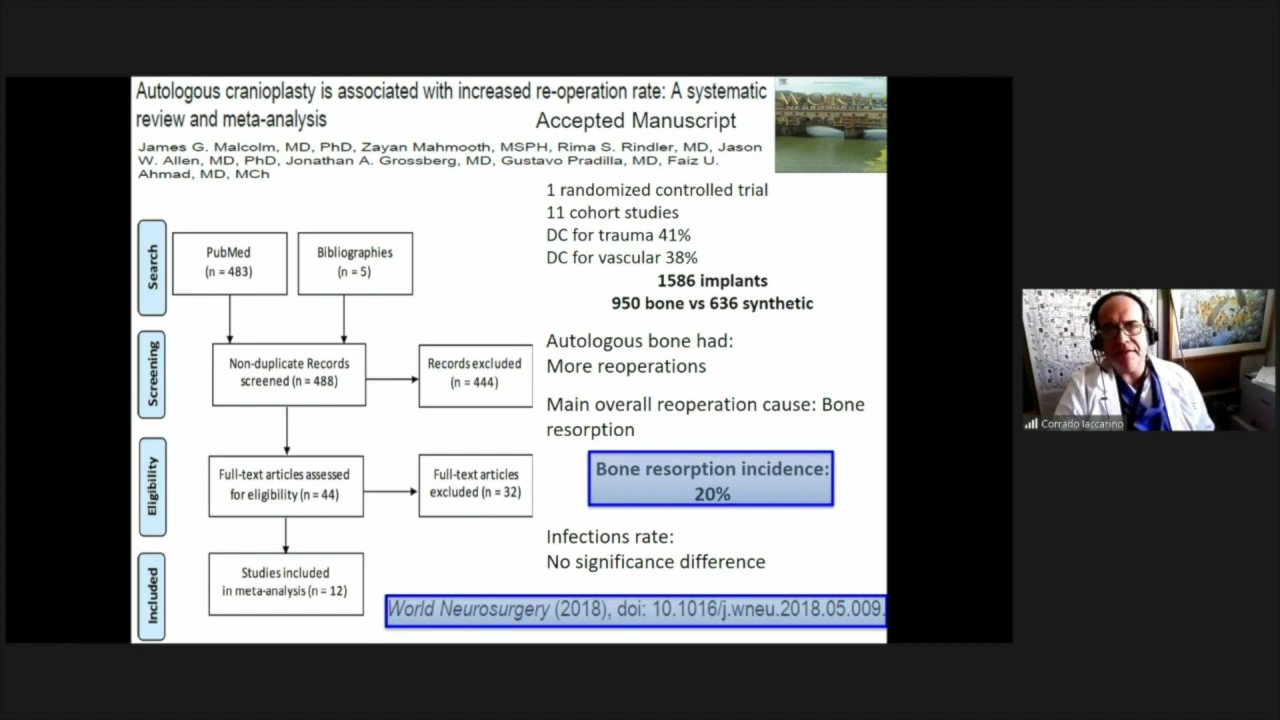 Autologous cranioplasty is associated with increased re-operation rate: A systematic
review and meta-analysis
Accepted Manuscript
WORLD
James G. Malcolm, MD, PhD, Zayan Mahmooth, MSPH, Rima S. Rindler, MD, Jason
W. Allen, MD, PhD, Jonathan A. Grossberg, MD, Gustavo Pradilla, MD, Faiz U.
Ahmad, MD, MCh
Search
PubMed
(n = 483)
Bibliographies
(n = 5)
Screening
Non-duplicate Records
screened (n = 488)
Records excluded
(n = 444)
Eligibility
Full-text articles assessed
for eligibility (n = 44)
Full-text articles
excluded (n = 32)
Included
Studies included
in meta-analysis (n = 12)
1 randomized controlled trial
11 cohort studies
DC for trauma 41%
DC for vascular 38%
1586 implants
950 bone vs 636 synthetic
Autologous bone had:
More reoperations
Main overall reoperation cause: Bone
resorption
Bone resorption incidence:
20%
Infections rate:
No significance difference
World Neurosurgery (2018), doi: 10.1016/j.wneu.2018.05.009.
Corrado Iaccarino